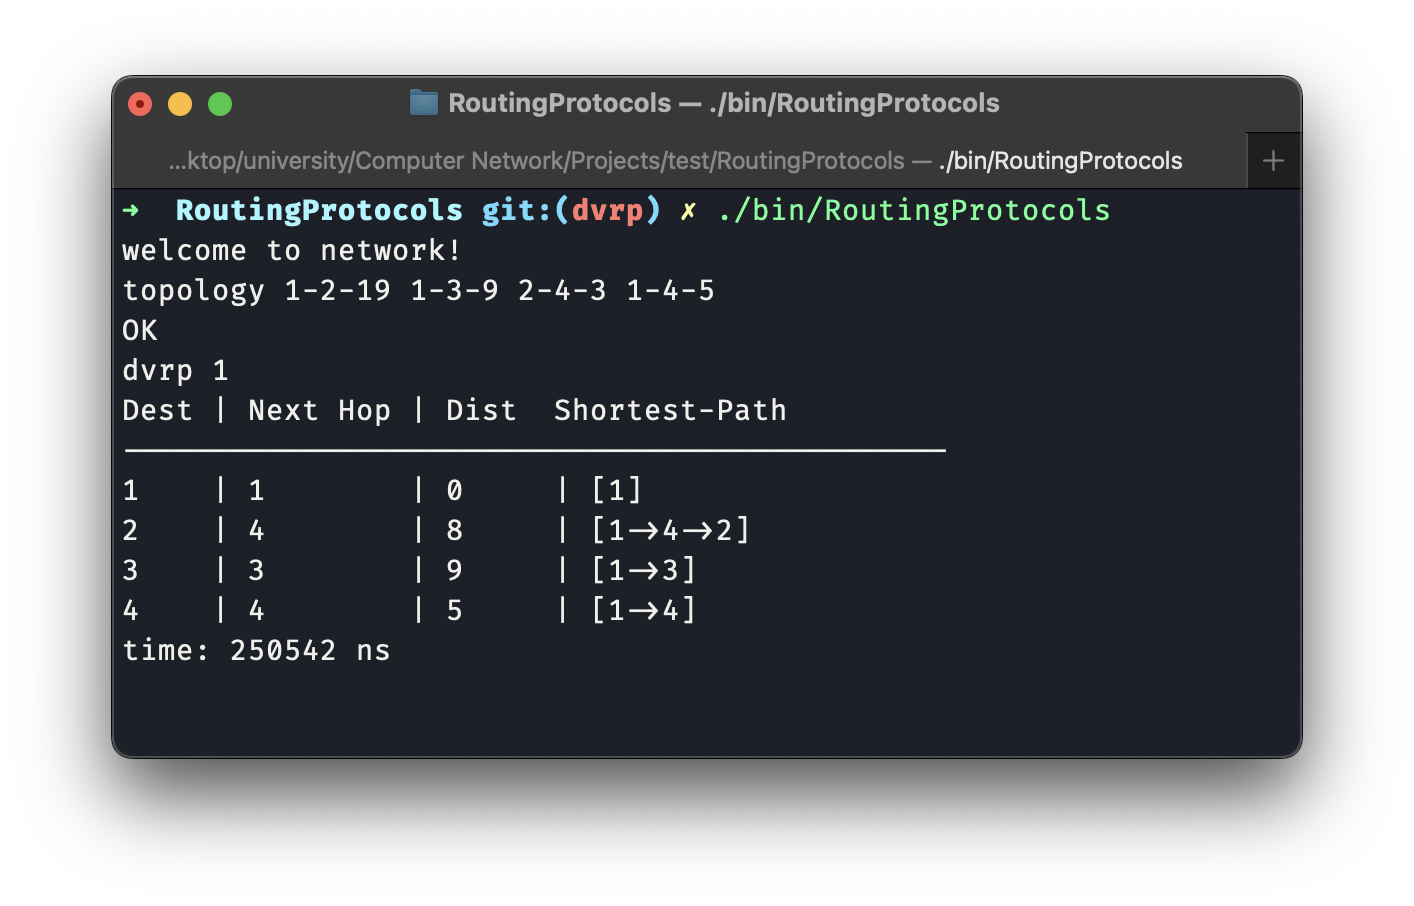 RoutingProtocols — ./bin/RoutingProtocols
...ktop/university/Computer Network/Projects/test/RoutingProtocols — ./bin/RoutingProtocols
➜  RoutingProtocols git:(dvrp) ✗ ./bin/RoutingProtocols
welcome to network!
topology 1-2-19 1-3-9 2-4-3 1-4-5
OK
dvrp 1
Dest | Next Hop | Dist  Shortest-Path
1    | 1        | 0     | [1]
2    | 4        | 8     | [1->4->2]
3    | 3        | 9     | [1->3]
4    | 4        | 5     | [1->4]
time: 250542 ns